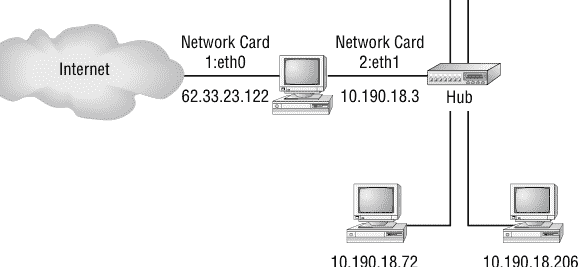 Internet
Network Card
1:eth0
62.33.23.122
Network Card
2:eth1
10.190.18.3
Hub
10.190.18.72
10.190.18.206